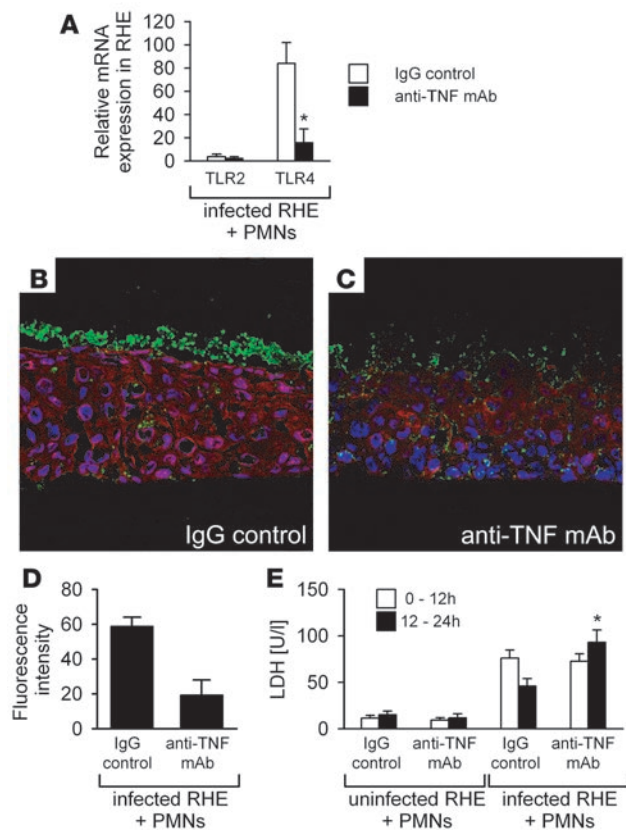 A
Relative mRNA
expression in RHE
120
100
80
60
40
20
0
*
TLR2 TLR4
infected RHE
+ PMNs
IgG control
anti-TNF mAb
B
IgG control
C
anti-TNF mAb
D
Fluorescence
intensity
80
60
40
20
0
IgG
control
anti-TNF
mAb
infected RHE
+ PMNs
E
LDH [U/l]
150
100
50
0
0 - 12h
12 - 24h
*
IgG
control
anti-TNF
mAb
IgG
control
anti-TNF
mAb
uninfected RHE
+ PMNs
infected RHE
+ PMNs